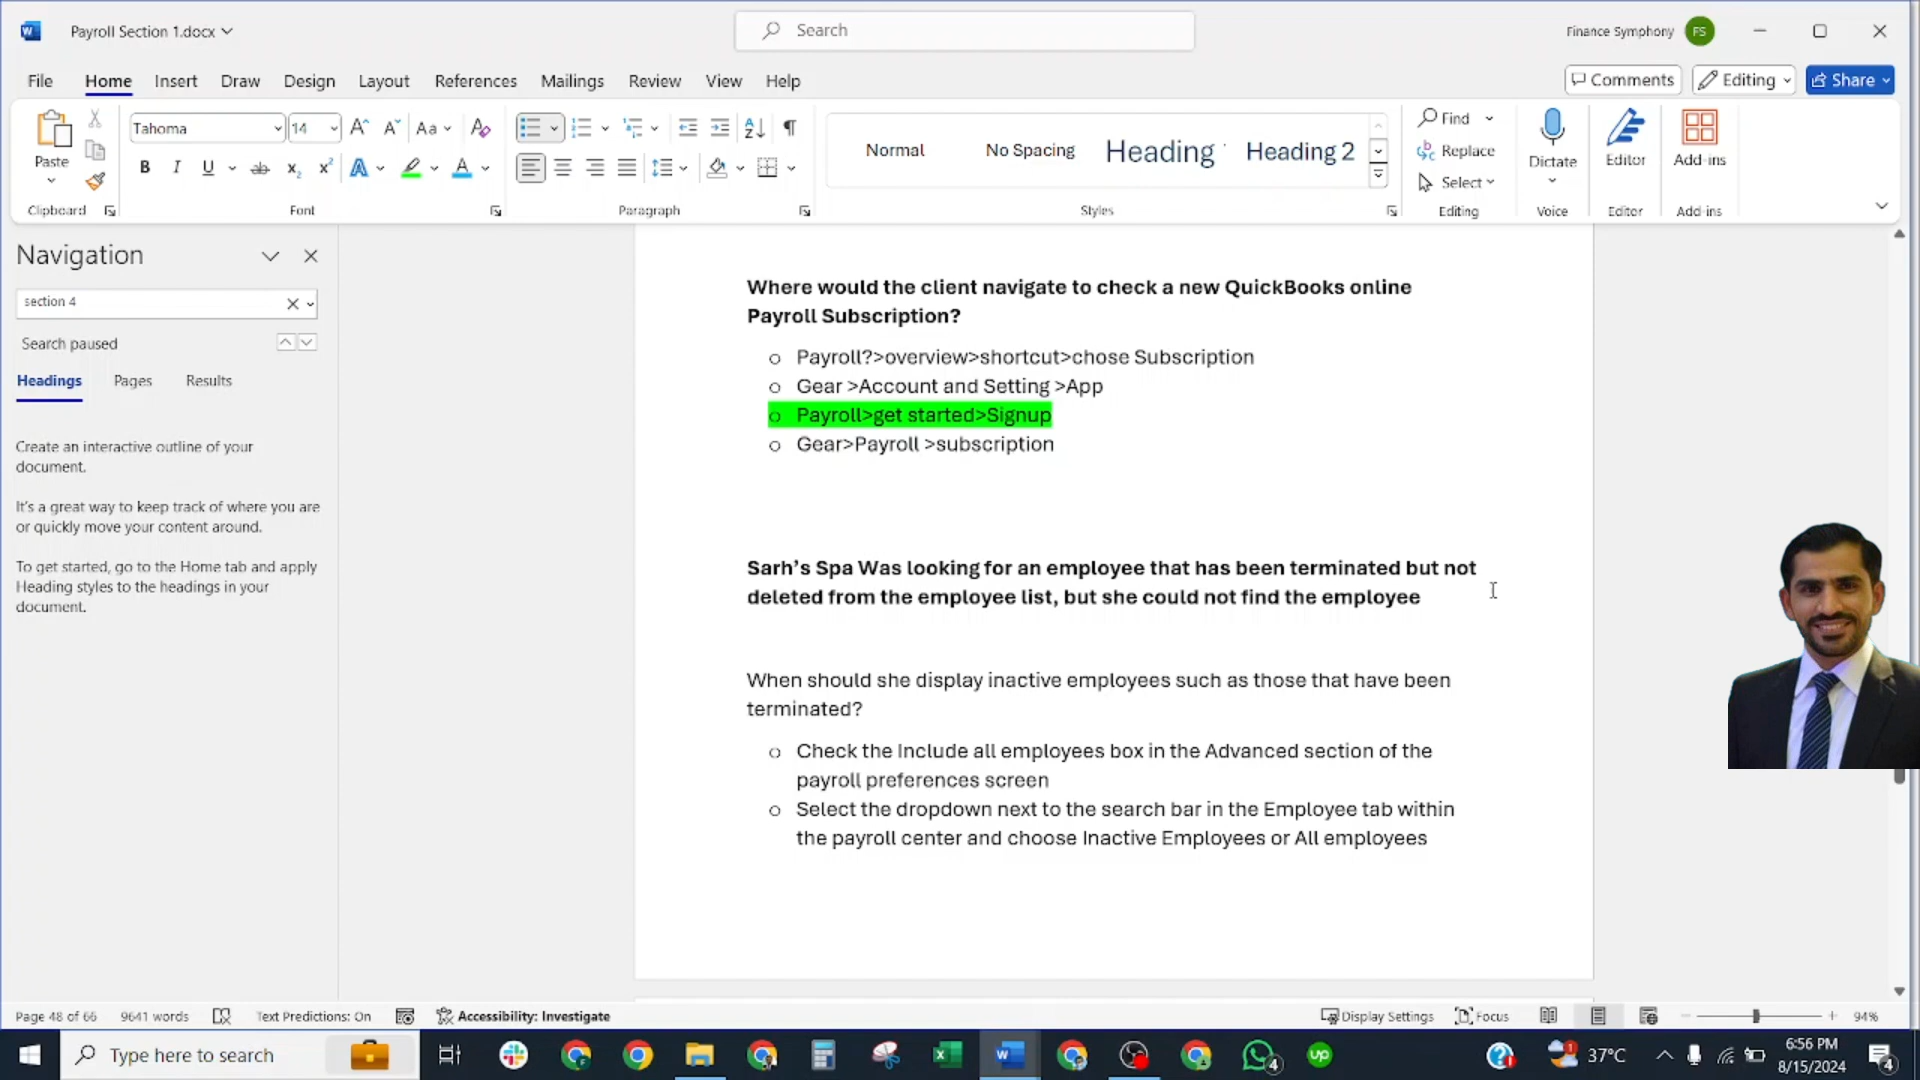 Payroll Section 1.docx
Search
Finance Symphony
FS
File Home Insert Draw Design Layout References Mailings Review View Help
Comments
Editing
Share
Paste
Clipboard
Tahoma
14
Font
Paragraph
Normal
No Spacing
Heading
Heading 2
Styles
Find
Replace
Select
Editing
Dictate
Voice
Editor
Editor
Add-ins
Add-ins
Navigation
section 4
Search paused
Headings Pages Results
Create an interactive outline of your
document.
It's a great way to keep track of where you are
or quickly move your content around.
To get started, go to the Home tab and apply
Heading styles to the headings in your
document.
Where would the client navigate to check a new QuickBooks online
Payroll Subscription?
o Payroll?>overview>shortcut>chose Subscription
o Gear >Account and Setting >App
o Payroll>get started>Signup
o Gear>Payroll >subscription
Sarh's Spa Was looking for an employee that has been terminated but not
deleted from the employee list, but she could not find the employee
When should she display inactive employees such as those that have been
terminated?
o Check the Include all employees box in the Advanced section of the
payroll preferences screen
o Select the dropdown next to the search bar in the Employee tab within
the payroll center and choose Inactive Employees or All employees
Page 48 of 66 9641 words Text Predictions: On Accessibility: Investigate Display Settings Focus 94%
Type here to search
37°C
6:56 PM
8/15/2024